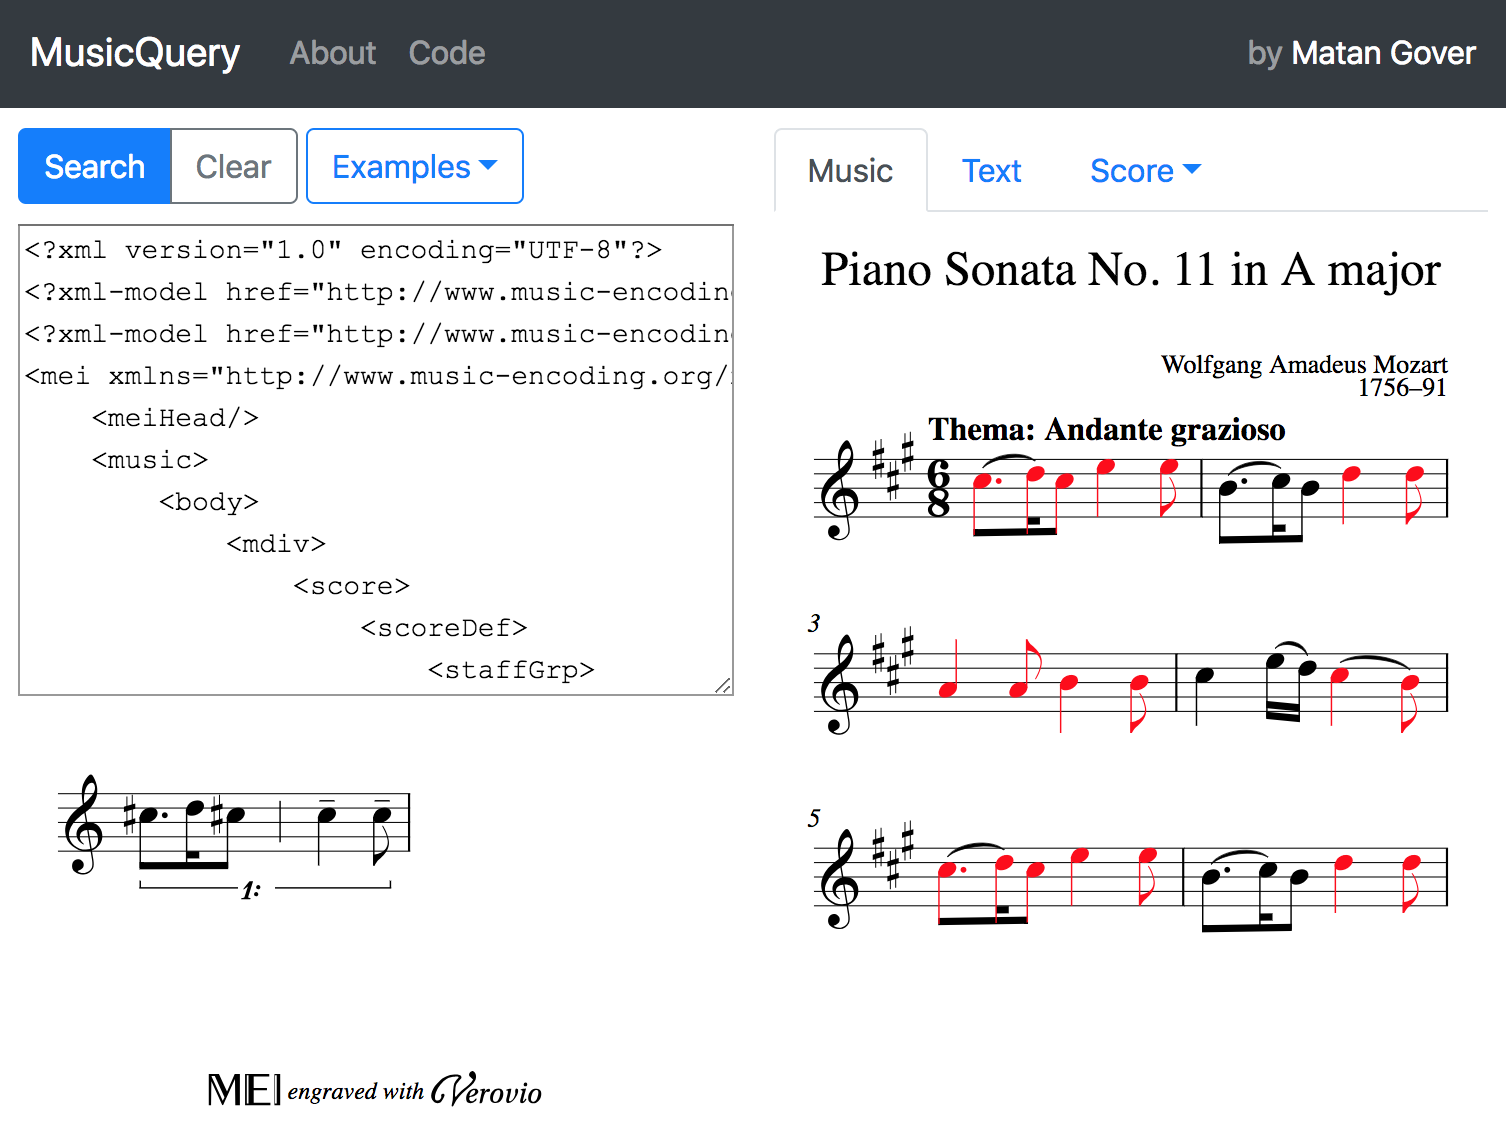 MusicQuery About Code by Matan Gover
Search Clear Examples
<?xml version="1.0" encoding="UTF-8"?>
<?xml-model href="http://www.music-encodin
<?xml-model href="http://www.music-encodin
<mei xmlns="http://www.music-encoding.org/
<meiHead/>
<music>
<body>
<mdiv>
<score>
<scoreDef>
<staffGrp>
1:
MEI engraved with Verovio
Music Text Score
Piano Sonata No. 11 in A major
Wolfgang Amadeus Mozart
1756–91
Thema: Andante grazioso
6
8
3
5